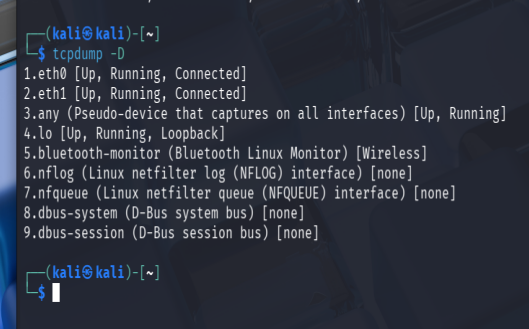 ┌──(kali㉿kali)-[~]
└─$ tcpdump -D
1.eth0 [Up, Running, Connected]
2.eth1 [Up, Running, Connected]
3.any (Pseudo-device that captures on all interfaces) [Up, Running]
4.lo [Up, Running, Loopback]
5.bluetooth-monitor (Bluetooth Linux Monitor) [Wireless]
6.nflog (Linux netfilter log (NFLOG) interface) [none]
7.nfqueue (Linux netfilter queue (NFQUEUE) interface) [none]
8.dbus-system (D-Bus system bus) [none]
9.dbus-session (D-Bus session bus) [none]
┌──(kali㉿kali)-[~]
└─$